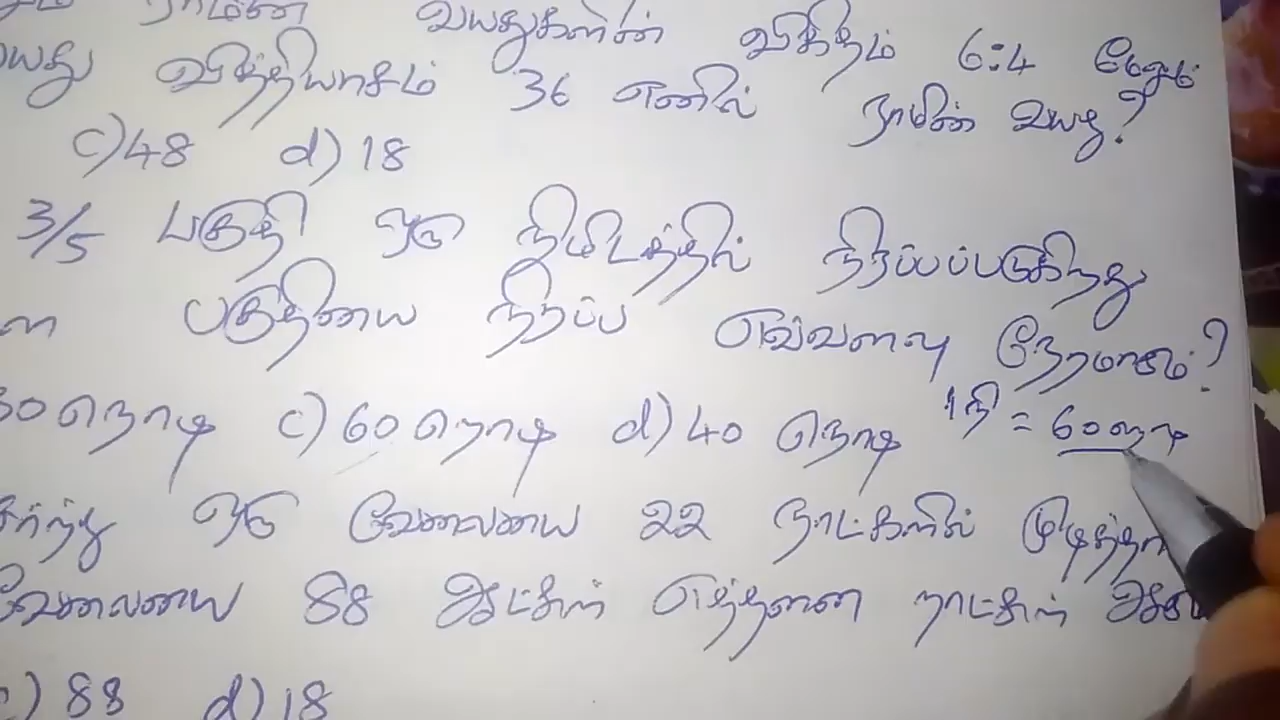 வயதுகளின் விகிதம் 6:4 மேலும்
வித்தியாசம் 36 எனில் ராமின் வயது?
c)48 d)18
3/5 பகுதி ஒரு நிமிடத்தில் நிரப்பப்படுகிறது
பகுதியை நிரப்ப எவ்வளவு நேரமாகும்?
நொடி c)60 நொடி d)40 நொடி 1நி = 60நொடி
ஒரு வேலையை 22 நாட்களில்
வேலையை 88 ஆட்கள் எத்தனை நாட்கள்
c) 88 d)18